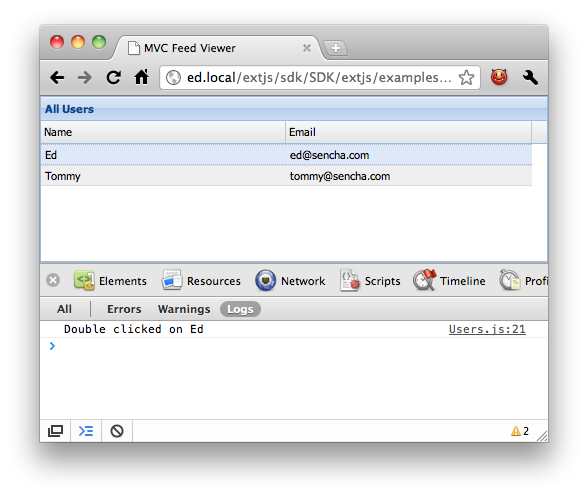 MVC Feed Viewer
ed.local/extjs/sdk/SDK/extjs/examples...
All Users
Name Email
Ed ed@sencha.com
Tommy tommy@sencha.com
Elements Resources Network Scripts Timeline Profi
All Errors Warnings Logs
Double clicked on Ed Users.js:21
2